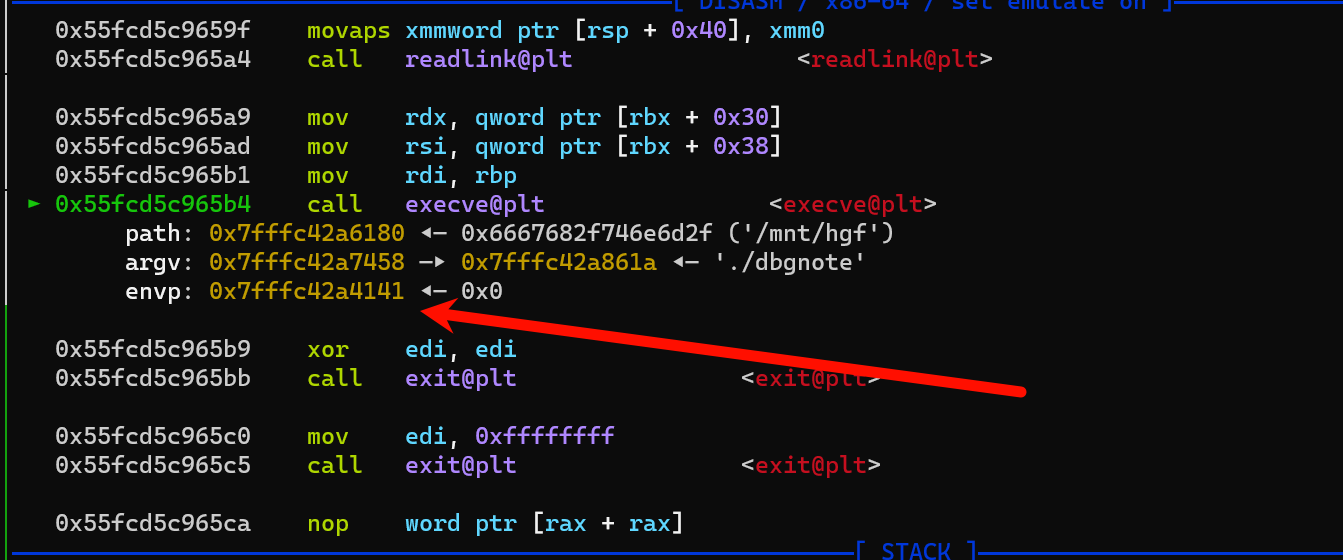 [ DISASM / x86-64 / set emulate on ]
0x55fcd5c9659f movaps xmmword ptr [rsp + 0x40], xmm0
0x55fcd5c965a4 call readlink@plt <readlink@plt>
0x55fcd5c965a9 mov rdx, qword ptr [rbx + 0x30]
0x55fcd5c965ad mov rsi, qword ptr [rbx + 0x38]
0x55fcd5c965b1 mov rdi, rbp
► 0x55fcd5c965b4 call execve@plt <execve@plt>
path: 0x7fffc42a6180 ◂— 0x6667682f746e6d2f ('/mnt/hgf')
argv: 0x7fffc42a7458 —▸ 0x7fffc42a861a ◂— './dbgnote'
envp: 0x7fffc42a4141 ◂— 0x0
0x55fcd5c965b9 xor edi, edi
0x55fcd5c965bb call exit@plt <exit@plt>
0x55fcd5c965c0 mov edi, 0xffffffff
0x55fcd5c965c5 call exit@plt <exit@plt>
0x55fcd5c965ca nop word ptr [rax + rax]
[ STACK ]